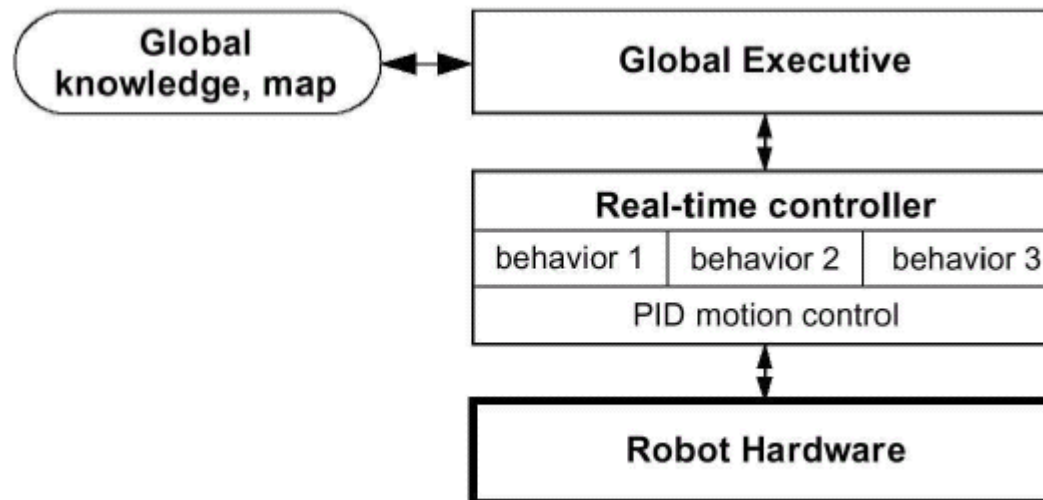 Global
knowledge, map
Global Executive
Real-time controller
behavior 1
behavior 2
behavior 3
PID motion control
Robot Hardware